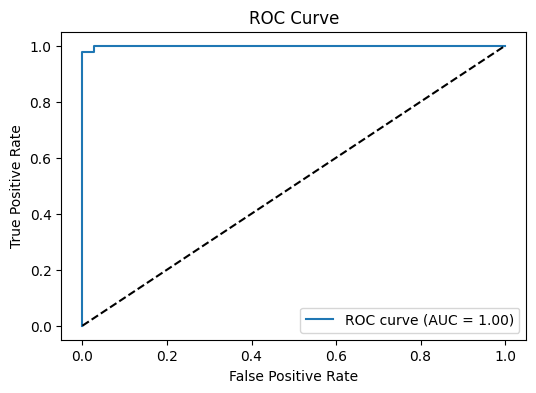 ROC Curve
1.0
0.8
0.6
0.4
0.2
0.0
True Positive Rate
ROC curve (AUC = 1.00)
0.0 0.2 0.4 0.6 0.8 1.0
False Positive Rate